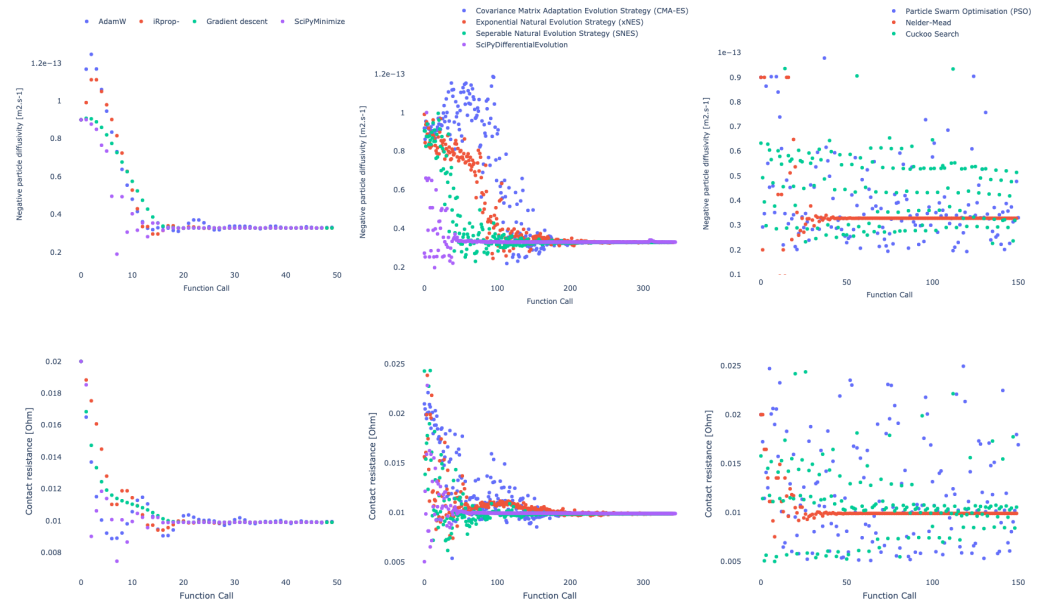 AdamW iRprop- Gradient descent SciPyMinimize
1.2e−13
1
0.8
0.6
0.4
0.2
Negative particle diffusivity [m2.s-1]
0 10 20 30 40 50
Function Call
Covariance Matrix Adaptation Evolution Strategy (CMA-ES)
Exponential Natural Evolution Strategy (xNES)
Seperable Natural Evolution Strategy (SNES)
SciPyDifferentialEvolution
1.2e−13
1
0.8
0.6
0.4
0.2
Negative particle diffusivity [m2.s-1]
0 100 200 300
Function Call
Particle Swarm Optimisation (PSO)
Nelder-Mead
Cuckoo Search
1e−13
0.9
0.8
0.7
0.6
0.5
0.4
0.3
0.2
0.1
Negative particle diffusivity [m2.s-1]
0 50 100 150
Function Call
0.02
0.018
0.016
0.014
0.012
0.01
0.008
Contact resistance [Ohm]
0 10 20 30 40 50
Function Call
0.025
0.02
0.015
0.01
0.005
Contact resistance [Ohm]
0 100 200 300
Function Call
0.025
0.02
0.015
0.01
0.005
Contact resistance [Ohm]
0 50 100 150
Function Call